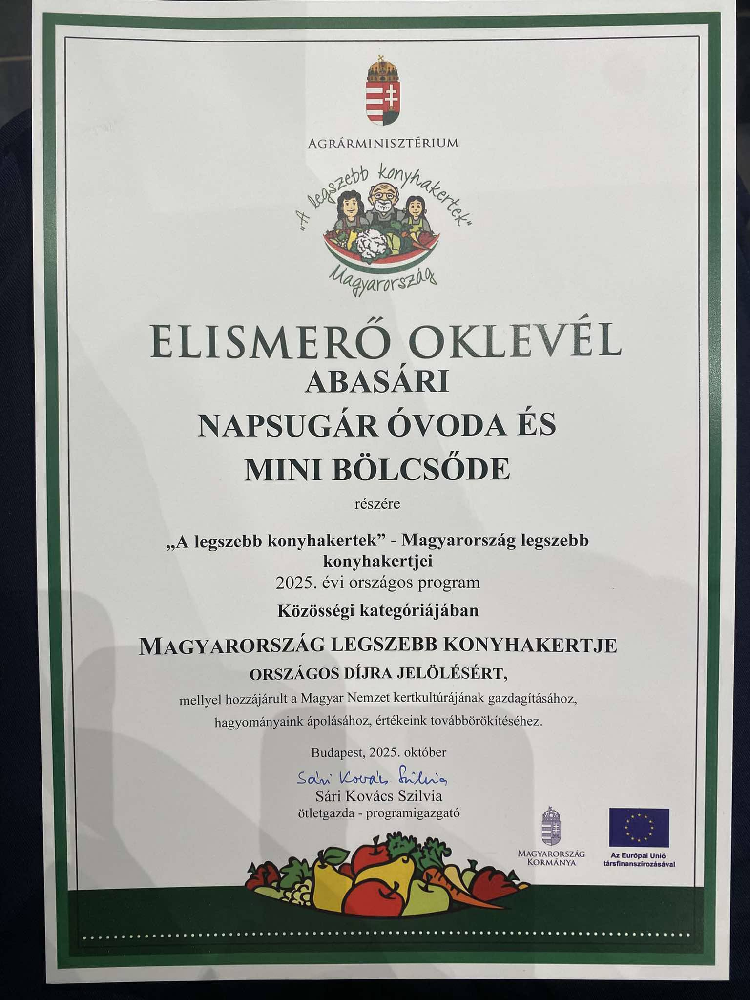 AGRÁRMINISZTÉRIUM
„A legszebb konyhakertek"
Magyarország
ELISMERŐ OKLEVÉL
ABASÁRI
NAPSUGÁR ÓVODA ÉS
MINI BÖLCSŐDE
részére
„A legszebb konyhakertek” - Magyarország legszebb
konyhakertjei
2025. évi országos program
Közösségi kategóriájában
MAGYARORSZÁG LEGSZEBB KONYHAKERTJE
ORSZÁGOS DÍJRA JELÖLÉSÉRT,
mellyel hozzájárult a Magyar Nemzet kertkultúrájának gazdagításához,
hagyományaink ápolásához, értékeink továbbörökítéséhez.
Budapest, 2025. október
Sári Kovács Szilvia
Sári Kovács Szilvia
ötletgazda - programigazgató
MAGYARORSZÁG
KORMÁNYA
Az Európai Unió
társfinanszírozásával